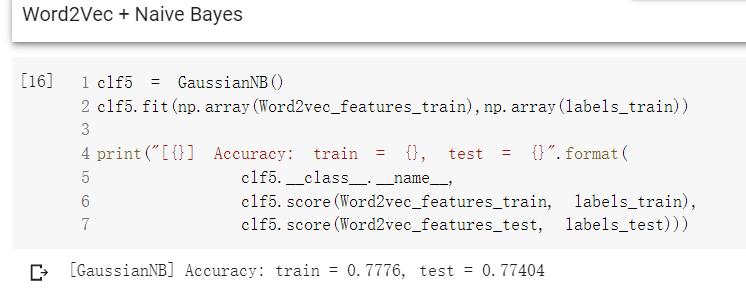 Word2Vec + Naive Bayes
[16] 1 clf5 = GaussianNB()
2 clf5.fit(np.array(Word2vec_features_train),np.array(labels_train))
3
4 print("[{}] Accuracy: train = {}, test = {}".format(
5 clf5.__class__.__name__,
6 clf5.score(Word2vec_features_train, labels_train),
7 clf5.score(Word2vec_features_test, labels_test)))
[GaussianNB] Accuracy: train = 0.7776, test = 0.77404